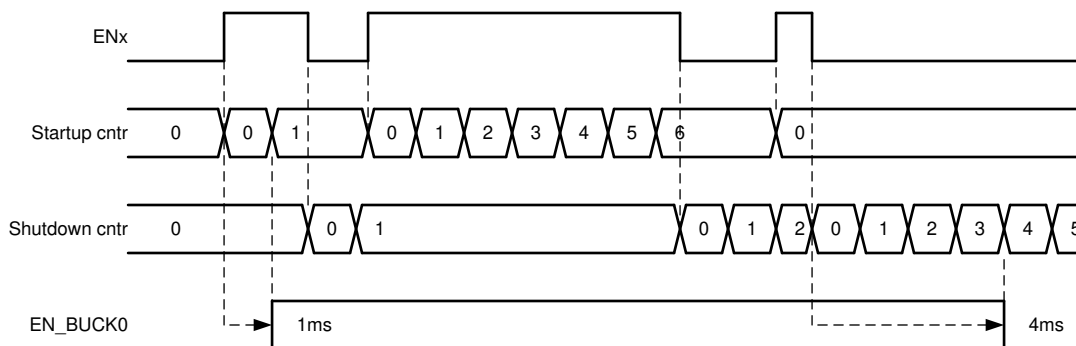 ENx
Startup cntr 0 0 1 0 1 2 3 4 5 6 0
Shutdown cntr 0 0 1 0 1 2 0 1 2 3 4 5
EN_BUCK0 1ms 4ms